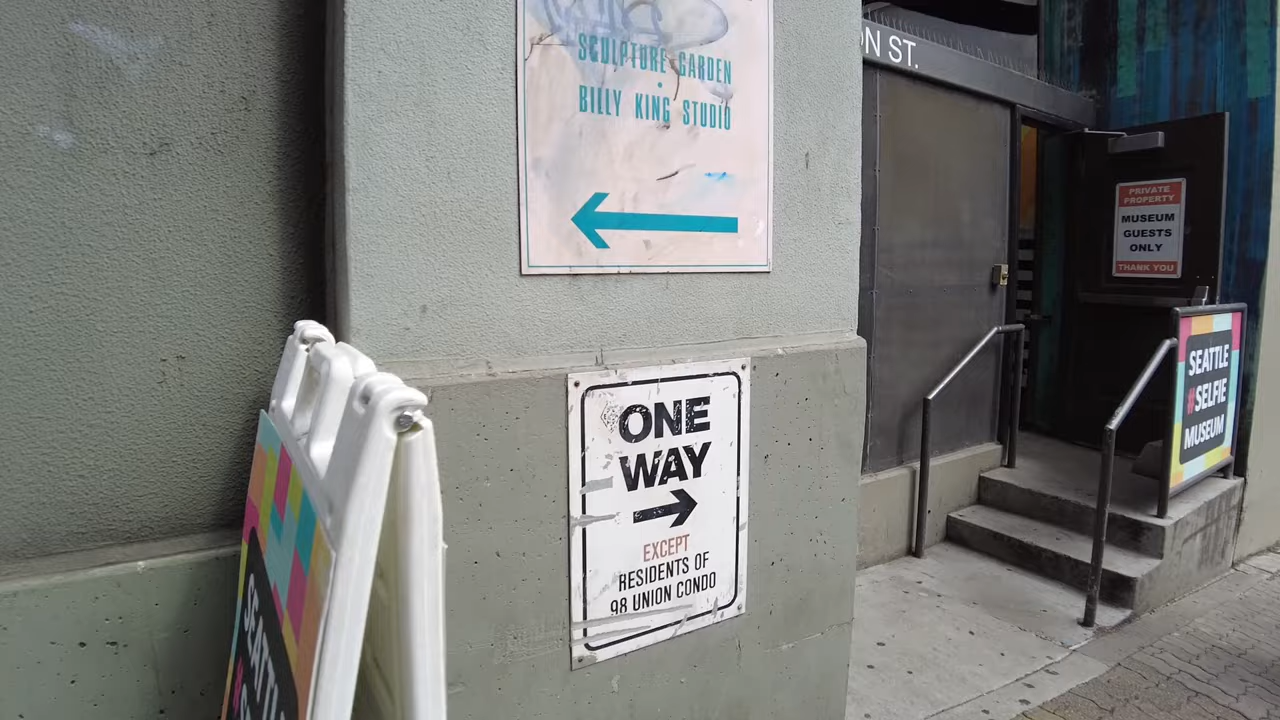 SCULPTURE GARDEN
•
BILLY KING STUDIO
ONE
WAY
EXCEPT
RESIDENTS OF
98 UNION CONDO
N ST.
PRIVATE
PROPERTY
MUSEUM
GUESTS
ONLY
THANK YOU
SEATTLE
#SELFIE
MUSEUM